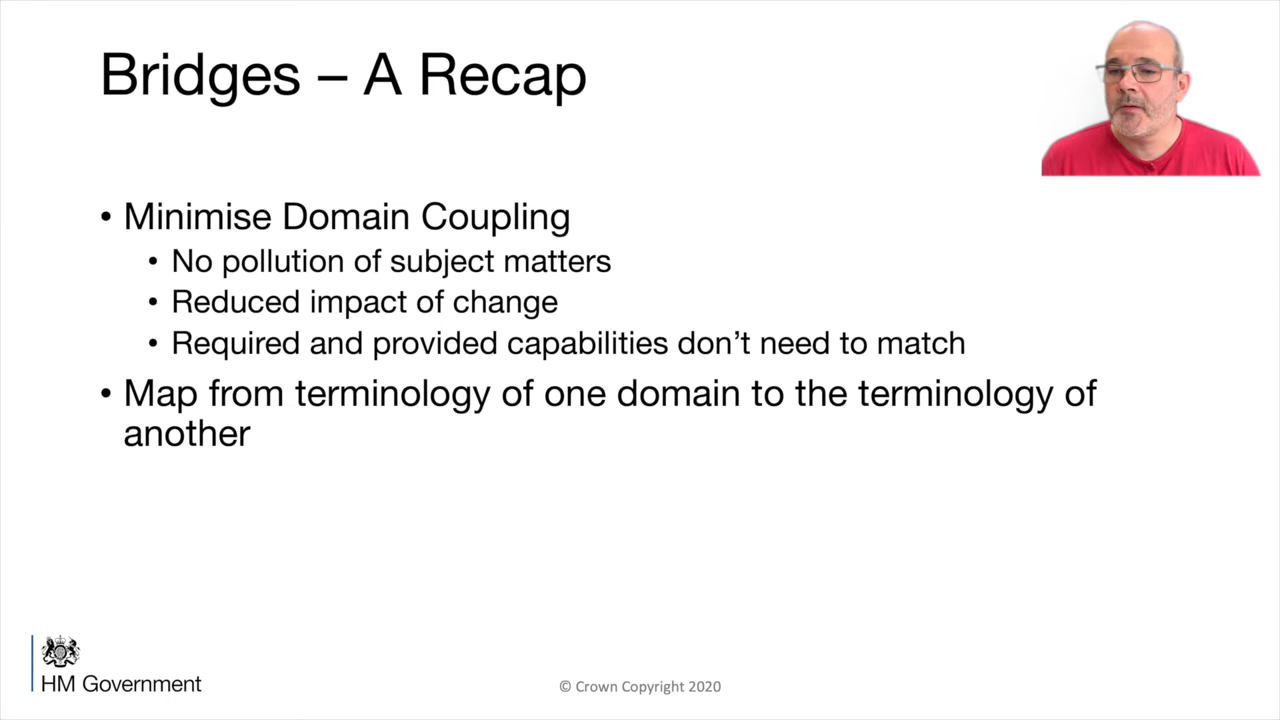 Bridges – A Recap
• Minimise Domain Coupling
• No pollution of subject matters
• Reduced impact of change
• Required and provided capabilities don’t need to match
• Map from terminology of one domain to the terminology of
another
HM Government
© Crown Copyright 2020